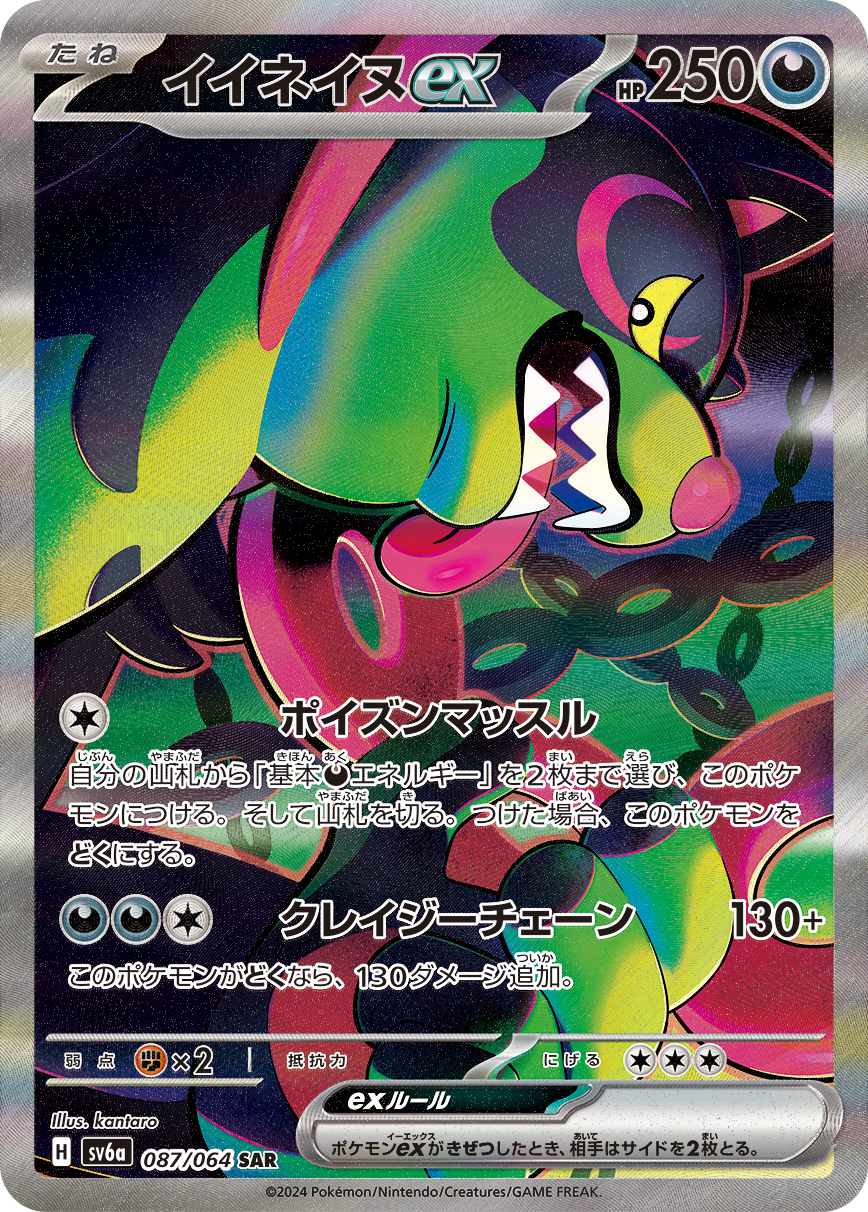 たね イイネイヌex HP250
ポイズンマッスル
自分の山札から「基本エネルギー」を2枚まで選び、このポケ
モンにつける。そして山札を切る。つけた場合、このポケモンを
どくにする。
クレイジーチェーン 130+
このポケモンがどくなら、130ダメージ追加。
弱点 ×2 抵抗力 にげる
exルール
ポケモンexがきぜつしたとき、相手はサイドを2枚とる。
Illus. kantaro
H sv6a 087/064 SAR
©2024 Pokémon/Nintendo/Creatures/GAME FREAK.